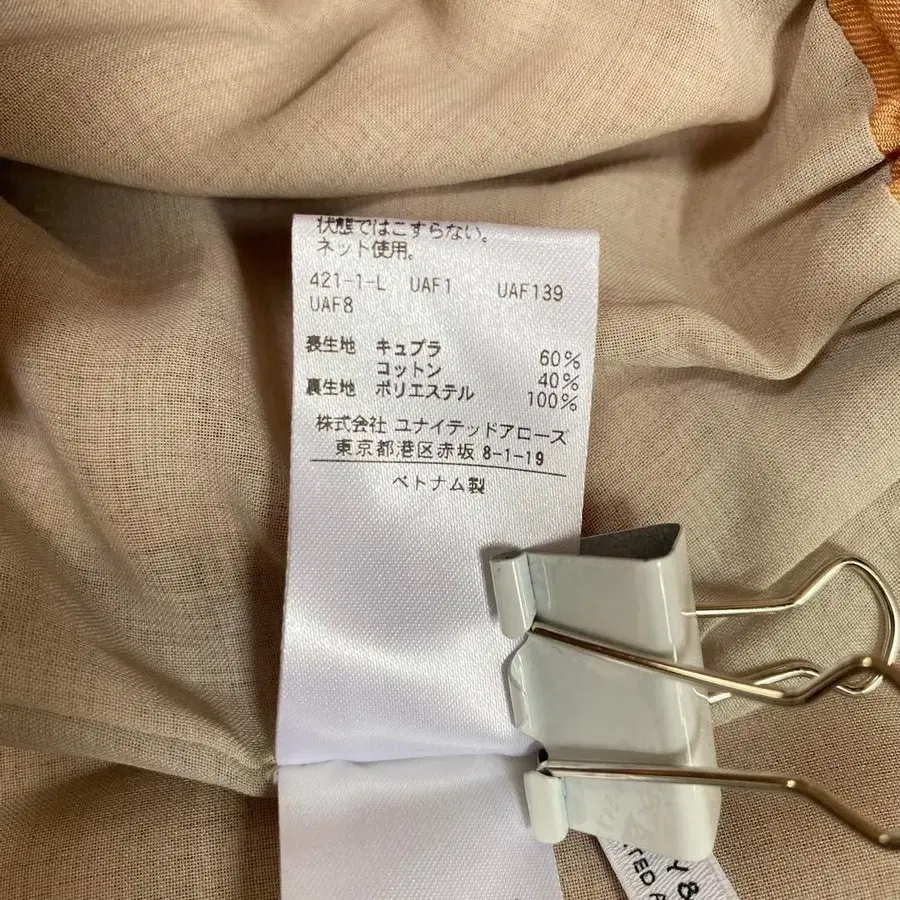 状態ではこすらない。
ネット使用。
421-1-L UAF1 UAF139
UAF8
表生地 キュプラ 60%
コットン 40%
裏生地 ポリエステル 100%
株式会社 ユナイテッドアローズ
東京都港区赤坂 8-1-19
ベトナム製
Y &
TED A